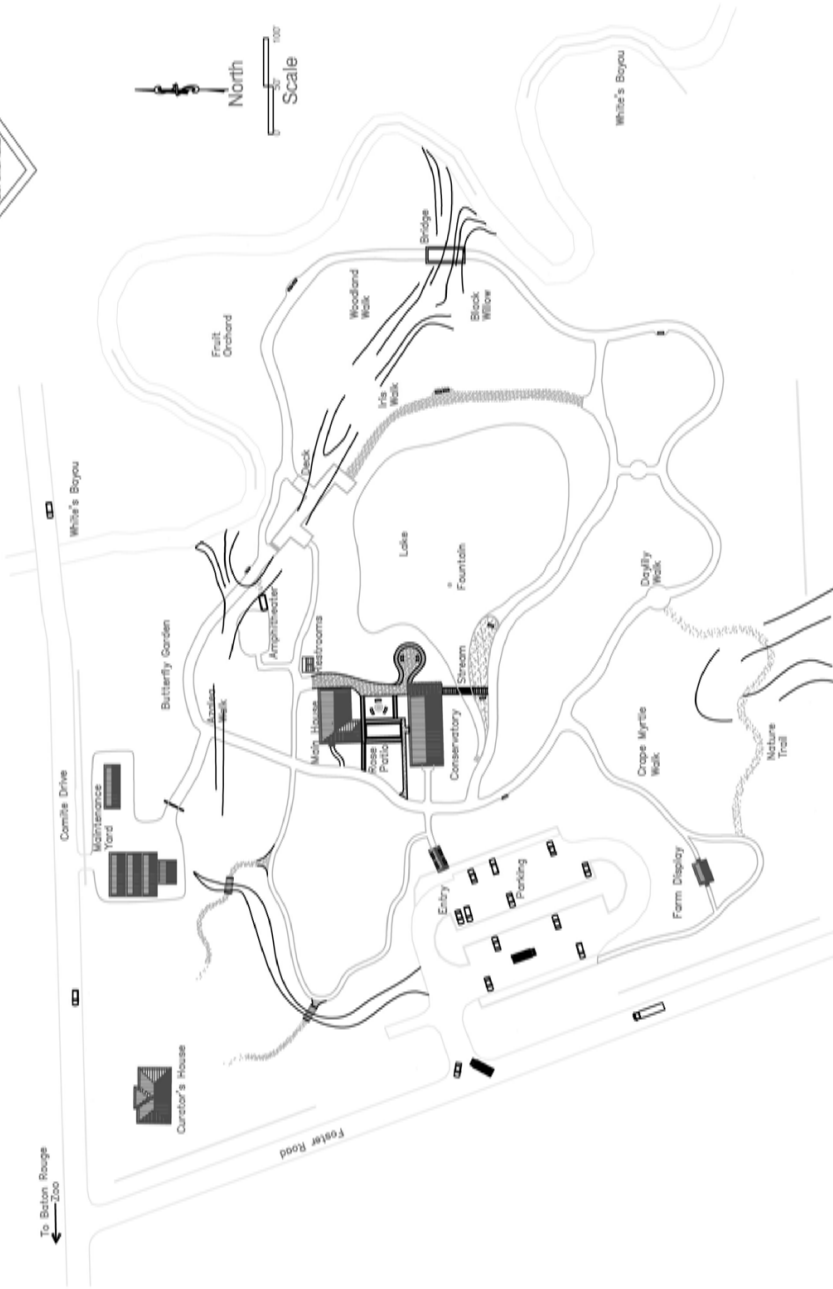 To Baton Rouge
Zoo
Comite Drive
White's Bayou
Maintenance
Yard
Curator's House
Butterfly Garden
Azalea
Walk
Fruit
Orchard
North
0 50' 100'
Scale
Foster Road
Amphitheater
Restrooms
Deck
Woodland
Walk
Main House
Rose
Patio
Iris
Walk
Bridge
Lake
Black
Willow
Entry
Conservatory
Stream
Fountain
Parking
White's Bayou
Farm Display
Crape Myrtle
Walk
Daylily
Walk
Nature
Trail